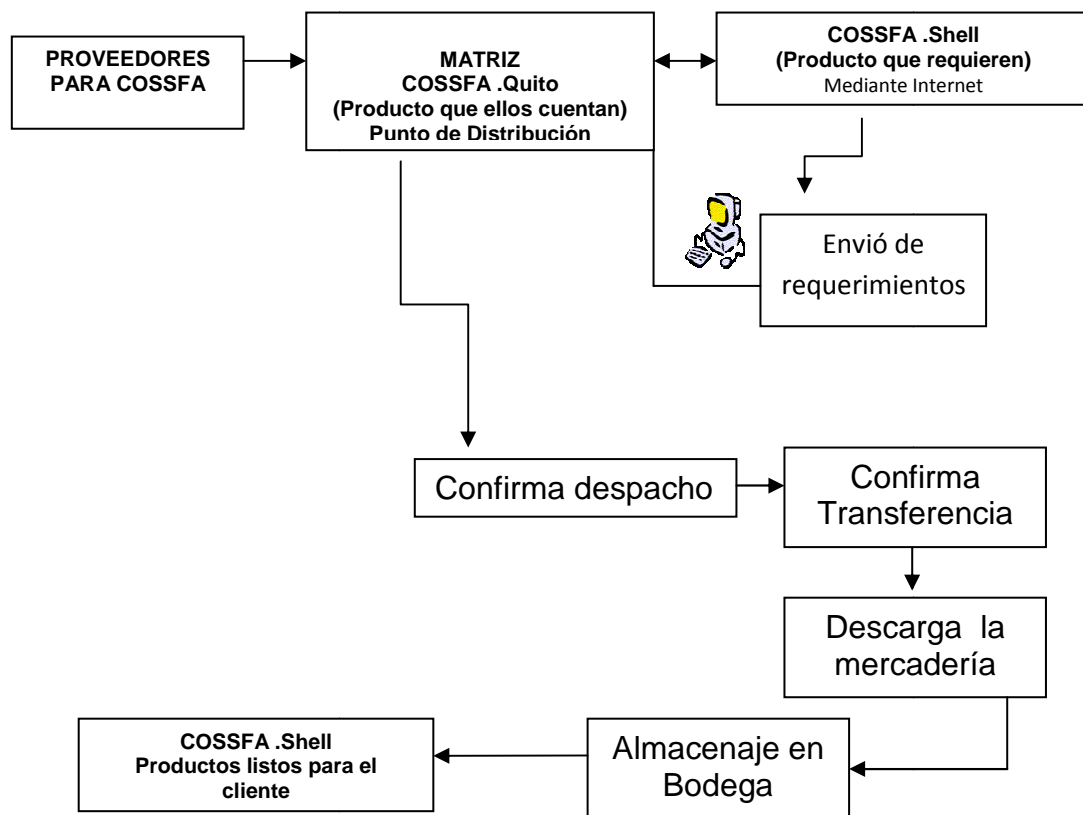 PROVEEDORES
PARA COSSFA
MATRIZ
COSSFA .Quito
(Producto que ellos cuentan)
Punto de Distribución
COSSFA .Shell
(Producto que requieren)
Mediante Internet
Envió de
requerimientos
Confirma despacho
Confirma
Transferencia
Descarga la
mercadería
Almacenaje en
Bodega
COSSFA .Shell
Productos listos para el
cliente